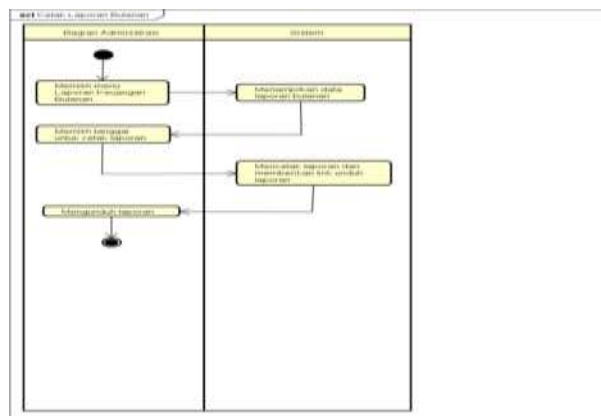 act Cetak Laporan Bulanan
Bagian Administrasi
Sistem
Memilih menu
Laporan Keuangan
Bulanan
Menampilkan data
laporan bulanan
Memilih tanggal
untuk cetak laporan
Mencetak laporan dan
memberikan link unduh
laporan
Mengunduh laporan